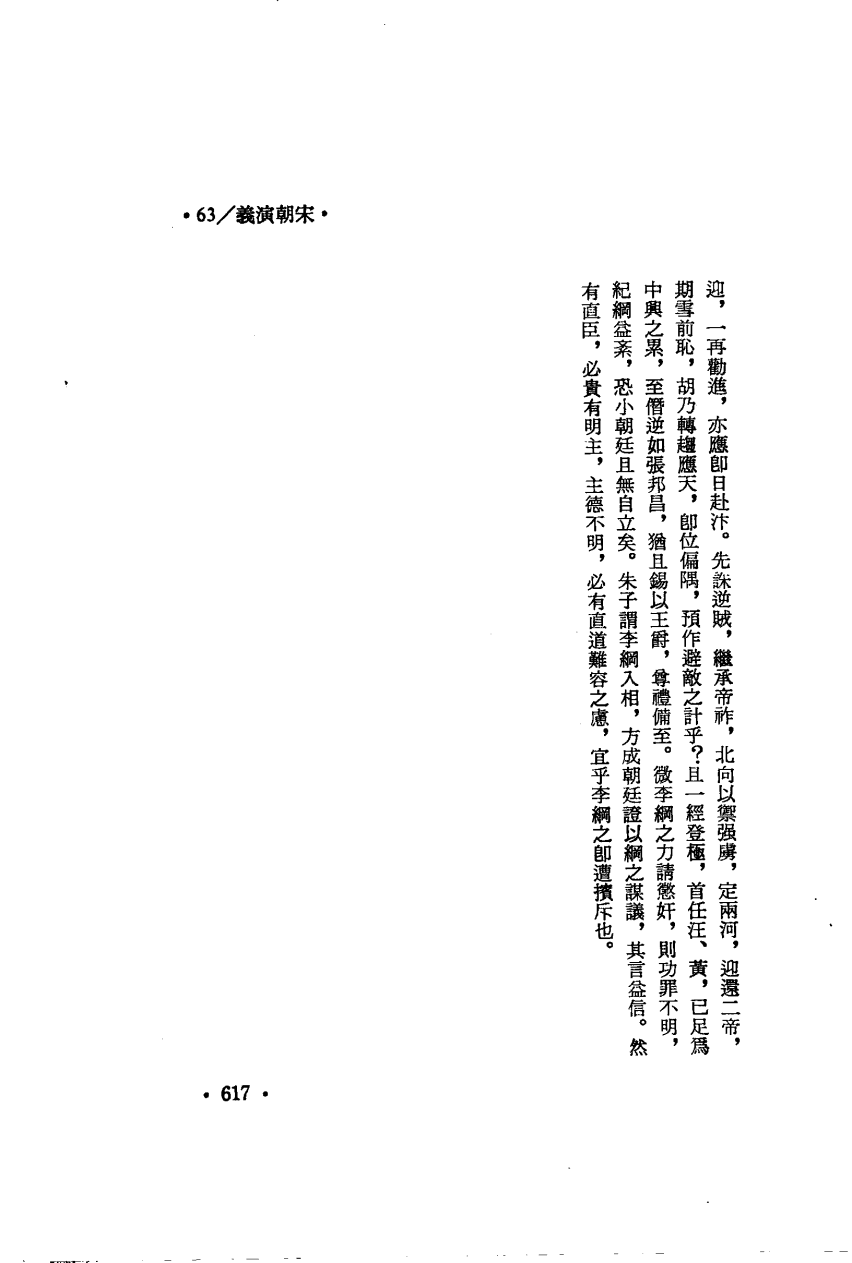 •63/義演朝宋•
迎，一再勸進，亦應卽日赴汴。先誅逆賊，繼承帝祚，北向以禦强虜，定兩河，迎還二帝，
期雪前恥，胡乃轉趨應天，卽位偏隅，預作避敵之計乎？且一經登極，首任汪、黃，已足爲
中興之累，至僭逆如張邦昌，猶且錫以王爵，尊禮備至。微李綱之力請懲奸，則功罪不明，
紀綱益紊，恐小朝廷且無自立矣。朱子謂李綱入相，方成朝廷證以綱之謀議，其言益信。然
有直臣，必貴有明主，主德不明，必有直道難容之慮，宜乎李綱之卽遭擯斥也。
• 617 •